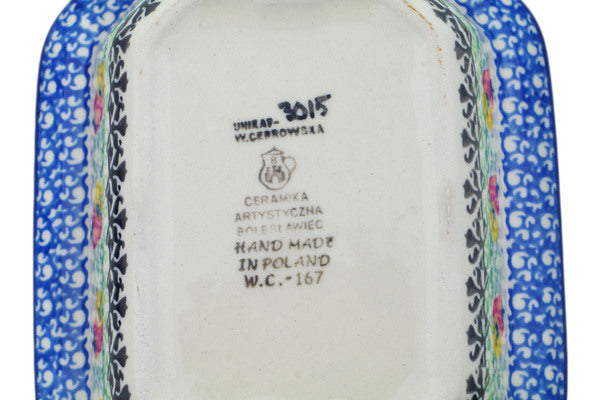 UNIKAT-3015
W.CEBROWSKA
B
CERAMIKA
ARTYSTYCZNA
BOLESŁAWIEC
HAND MADE
IN POLAND
W.C.-167